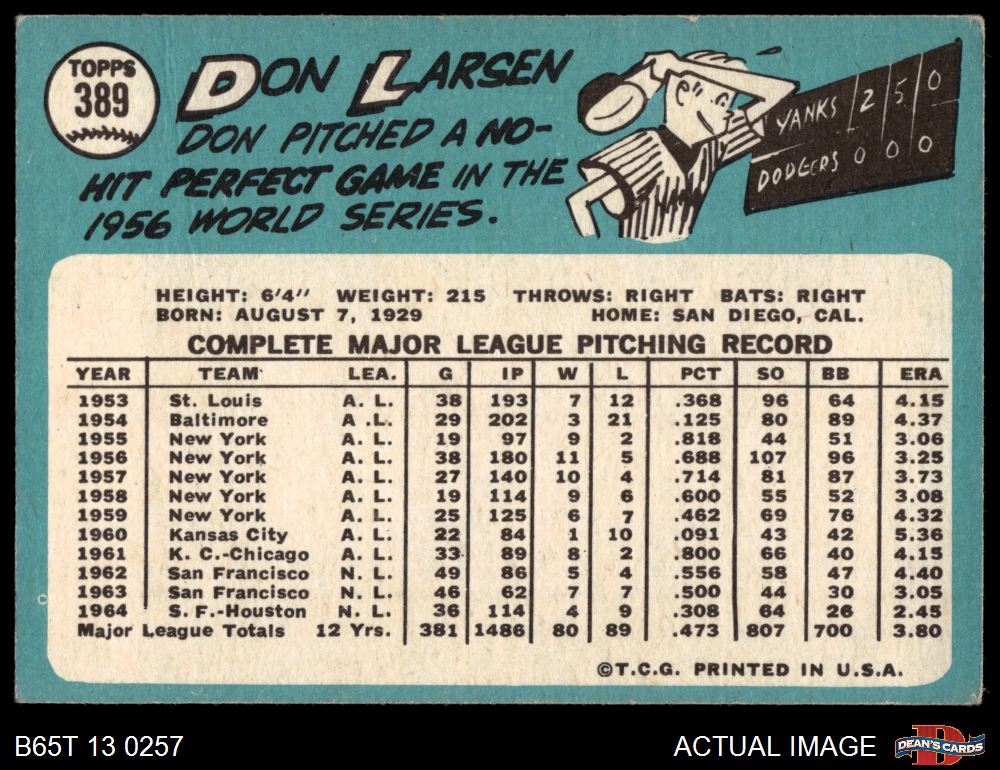 TOPPS
389
DON LARSEN
DON PITCHED A NO-
HIT PERFECT GAME IN THE
1956 WORLD SERIES.
YANKS 2 5 0
DODGERS 0 0 0
HEIGHT: 6'4" WEIGHT: 215 THROWS: RIGHT BATS: RIGHT
BORN: AUGUST 7, 1929 HOME: SAN DIEGO, CAL.
COMPLETE MAJOR LEAGUE PITCHING RECORD
YEAR TEAM LEA. G IP W L PCT SO BB ERA
1953 St. Louis A. L. 38 193 7 12 .368 96 64 4.15
1954 Baltimore A .L. 29 202 3 21 .125 80 89 4.37
1955 New York A. L. 19 97 9 2 .818 44 51 3.06
1956 New York A. L. 38 180 11 5 .688 107 96 3.25
1957 New York A. L. 27 140 10 4 .714 81 87 3.73
1958 New York A. L. 19 114 9 6 .600 55 52 3.08
1959 New York A. L. 25 125 6 7 .462 69 76 4.32
1960 Kansas City A. L. 22 84 1 10 .091 43 42 5.36
1961 K. C.-Chicago A. L. 33 89 8 2 .800 66 40 4.15
1962 San Francisco N. L. 49 86 5 4 .556 58 47 4.40
1963 San Francisco N. L. 46 62 7 7 .500 44 30 3.05
1964 S. F.-Houston N. L. 36 114 4 9 .308 64 26 2.45
Major League Totals 12 Yrs. 381 1486 80 89 .473 807 700 3.80
©T.C.G. PRINTED IN U.S.A.
B65T 13 0257
ACTUAL IMAGE
D
DEAN'S CARDS